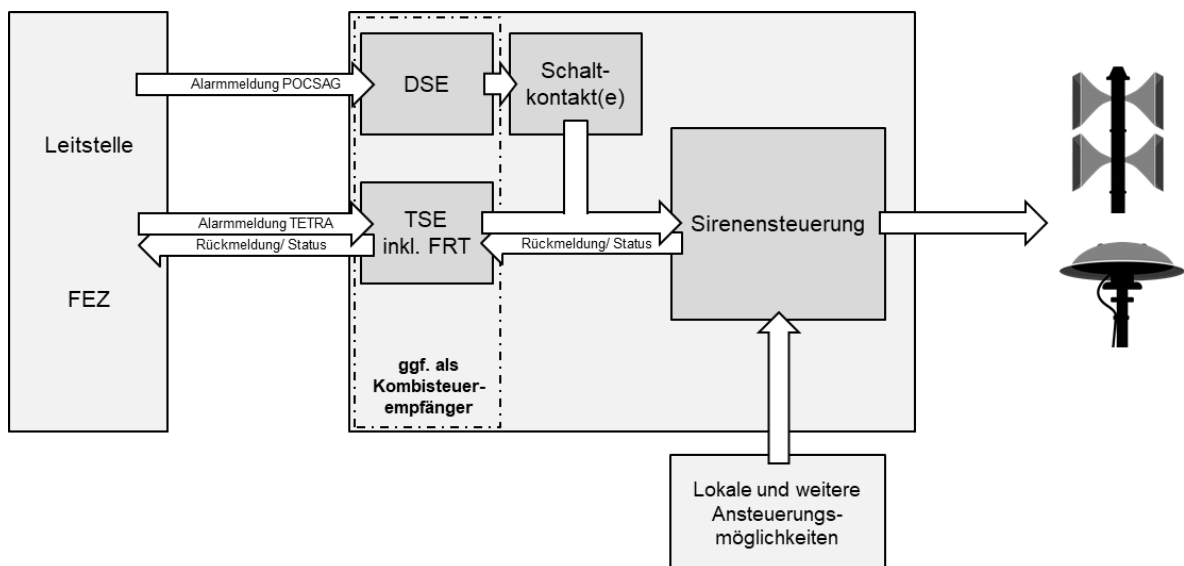 Leitstelle
FEZ
Alarmmeldung POCSAG
DSE
Schalt-
kontakt(e)
Alarmmeldung TETRA
Rückmeldung/ Status
TSE
inkl. FRT
Rückmeldung/ Status
Sirenensteuerung
ggf. als
Kombisteuer-
empfänger
Lokale und weitere
Ansteuerungs-
möglichkeiten